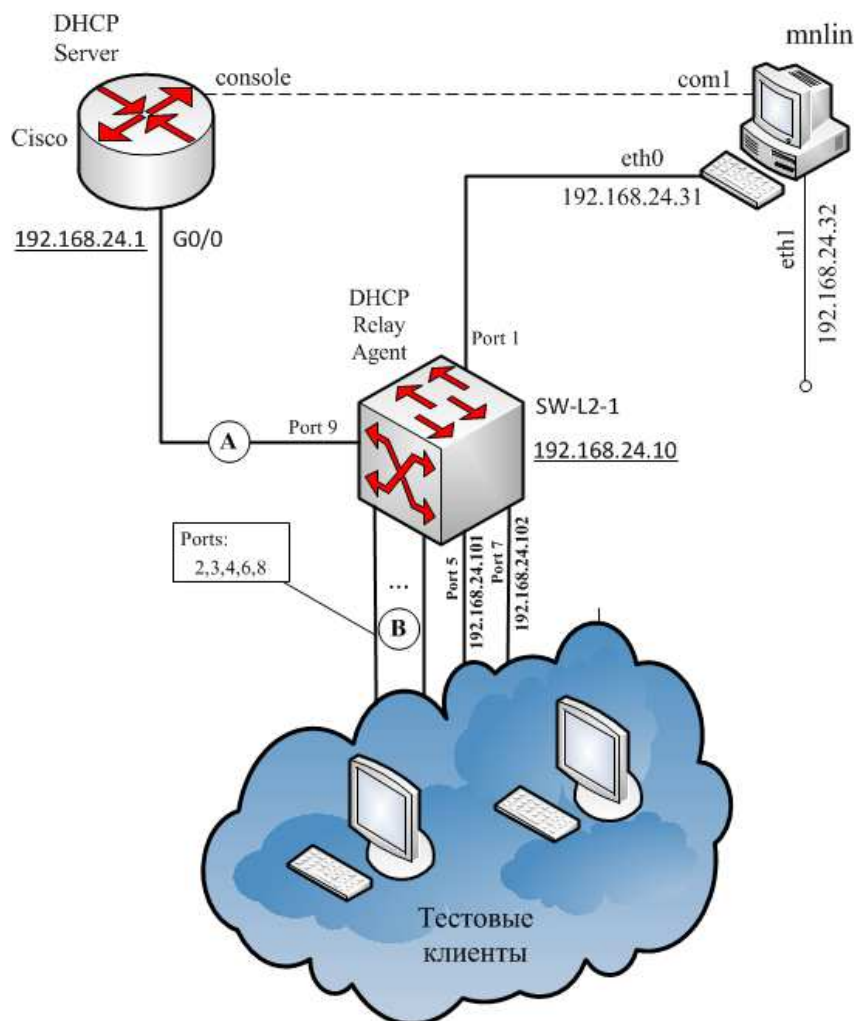 DHCP
Server
console
Cisco
192.168.24.1
G0/0
com1
mnlin
eth0
192.168.24.31
eth1
192.168.24.32
DHCP
Relay
Agent
Port 1
Port 9
A
SW-L2-1
192.168.24.10
Ports:
2,3,4,6,8
...
B
Port 5
192.168.24.101
Port 7
192.168.24.102
Тестовые
клиенты